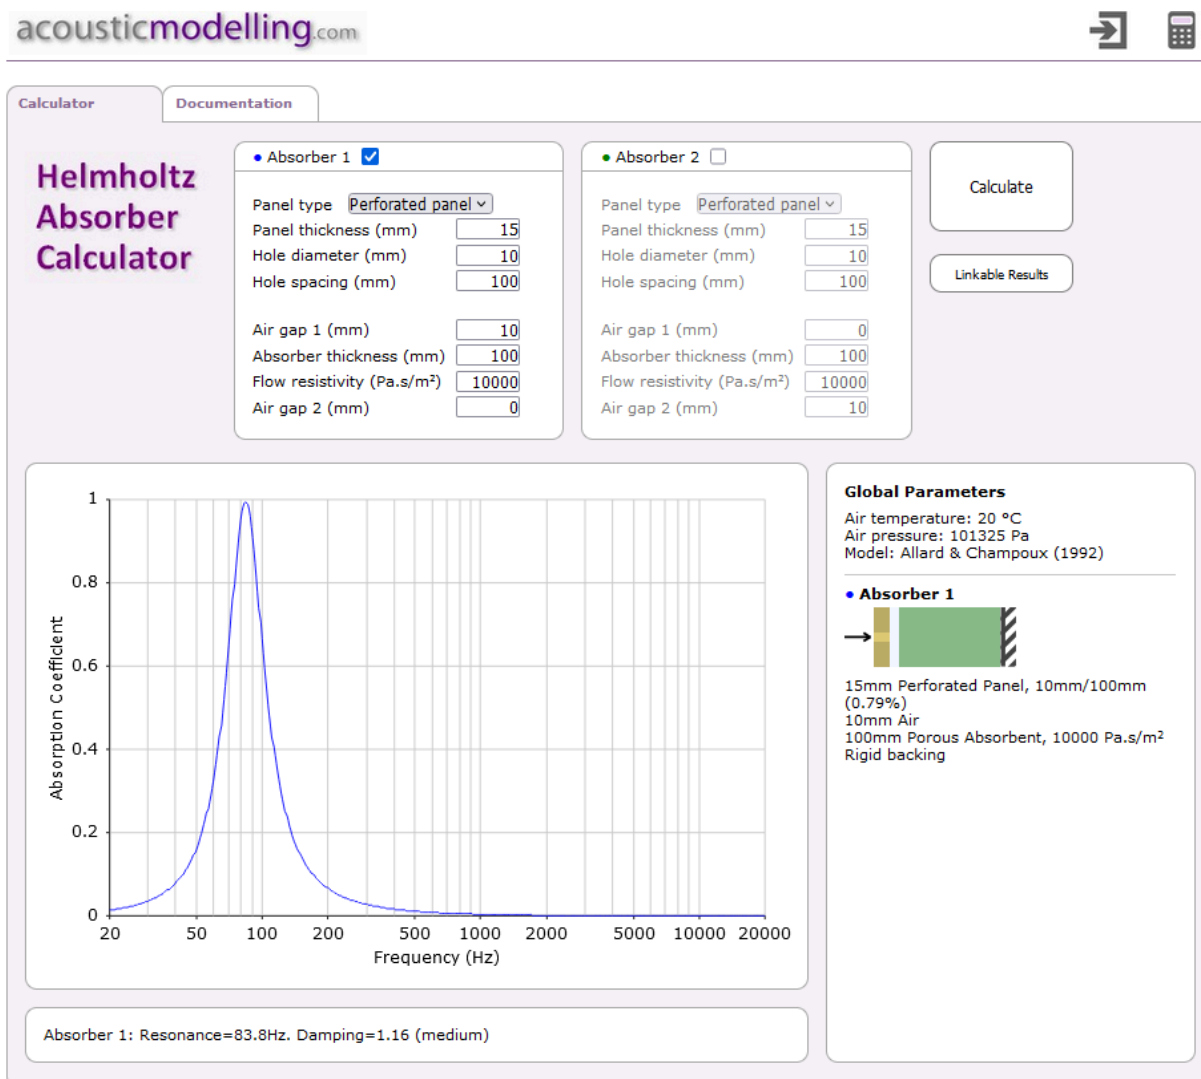 acousticmodelling.com
Calculator
Documentation
Helmholtz
Absorber
Calculator
• Absorber 1
Panel type Perforated panel
Panel thickness (mm) 15
Hole diameter (mm) 10
Hole spacing (mm) 100
Air gap 1 (mm) 10
Absorber thickness (mm) 100
Flow resistivity (Pa.s/m²) 10000
Air gap 2 (mm) 0
• Absorber 2
Panel type Perforated panel
Panel thickness (mm) 15
Hole diameter (mm) 10
Hole spacing (mm) 100
Air gap 1 (mm) 0
Absorber thickness (mm) 100
Flow resistivity (Pa.s/m²) 10000
Air gap 2 (mm) 10
Calculate
Linkable Results
Absorption Coefficient
1
0.8
0.6
0.4
0.2
0
20 50 100 200 500 1000 2000 5000 10000 20000
Frequency (Hz)
Global Parameters
Air temperature: 20 °C
Air pressure: 101325 Pa
Model: Allard & Champoux (1992)
• Absorber 1
15mm Perforated Panel, 10mm/100mm
(0.79%)
10mm Air
100mm Porous Absorbent, 10000 Pa.s/m²
Rigid backing
Absorber 1: Resonance=83.8Hz. Damping=1.16 (medium)